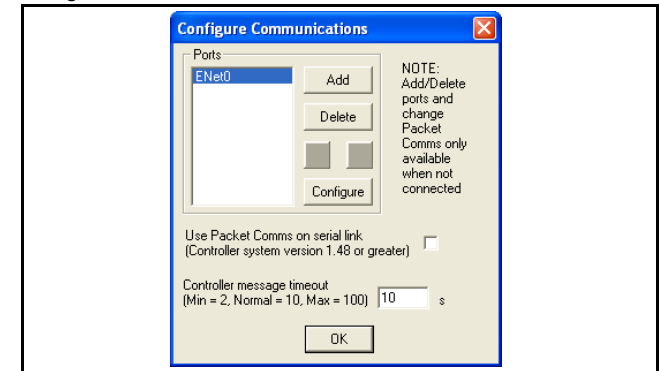 Configure Communications
Ports
ENet0
Add
Delete
Configure
NOTE:
Add/Delete
ports and
change
Packet
Comms only
available
when not
connected
Use Packet Comms on serial link
(Controller system version 1.48 or greater)
Controller message timeout
(Min = 2, Normal = 10, Max = 100) 10 s
OK